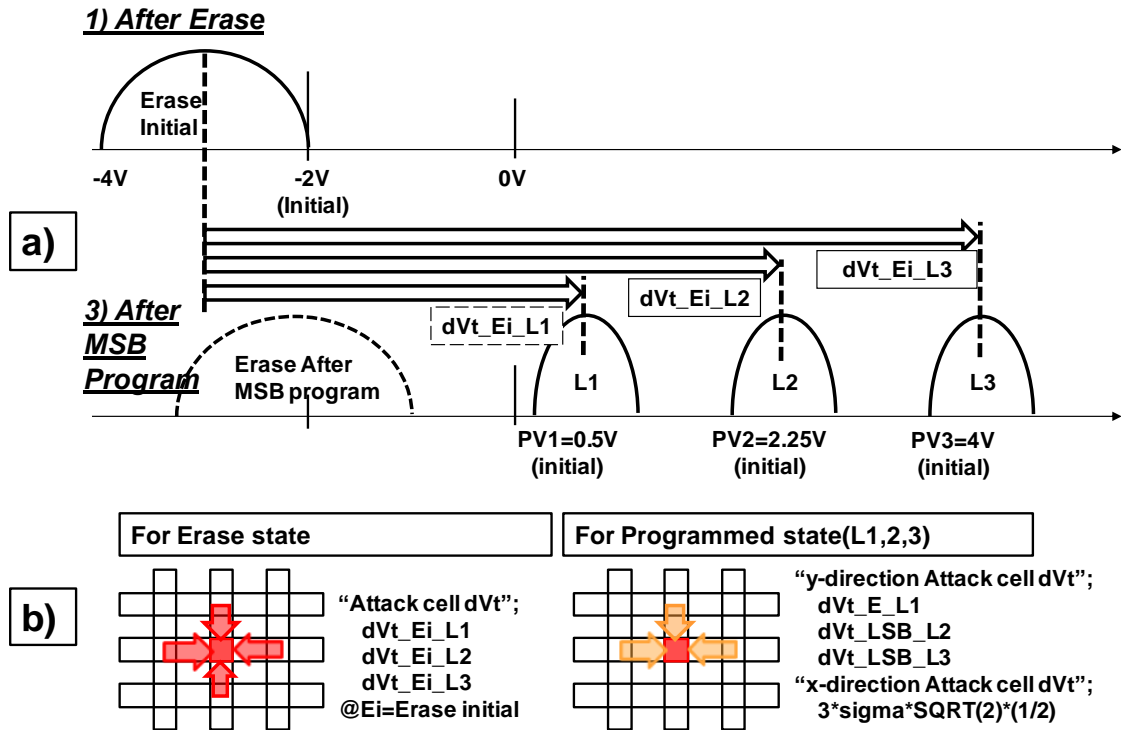 1) After Erase
Erase
Initial
-4V
-2V
(Initial)
0V
a)
dVt_Ei_L3
dVt_Ei_L2
dVt_Ei_L1
3) After
MSB
Program
Erase After
MSB program
L1
L2
L3
PV1=0.5V
(initial)
PV2=2.25V
(initial)
PV3=4V
(initial)
b)
For Erase state
“Attack cell dVt”;
dVt_Ei_L1
dVt_Ei_L2
dVt_Ei_L3
@Ei=Erase initial
For Programmed state(L1,2,3)
“y-direction Attack cell dVt”;
dVt_E_L1
dVt_LSB_L2
dVt_LSB_L3
“x-direction Attack cell dVt”;
3*sigma*SQRT(2)*(1/2)